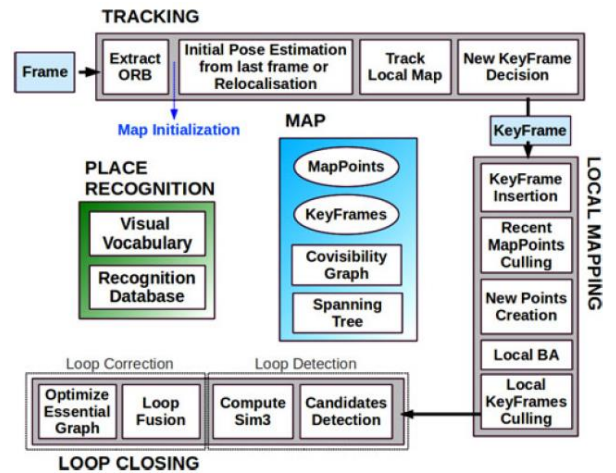 TRACKING
Frame
Extract
ORB
Initial Pose Estimation
from last frame or
Relocalisation
Track
Local Map
New KeyFrame
Decision
Map Initialization
KeyFrame
MAP
MapPoints
KeyFrames
Covisibility
Graph
Spanning
Tree
PLACE
RECOGNITION
Visual
Vocabulary
Recognition
Database
LOCAL MAPPING
KeyFrame
Insertion
Recent
MapPoints
Culling
New Points
Creation
Local BA
Local
KeyFrames
Culling
Loop Correction
Loop Detection
Optimize
Essential
Graph
Loop
Fusion
Compute
Sim3
Candidates
Detection
LOOP CLOSING